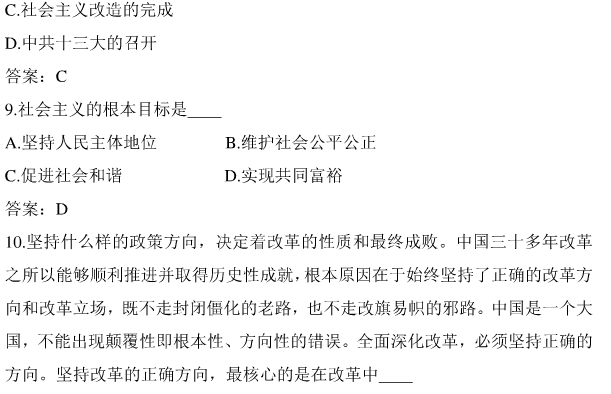 C.社会主义改造的完成
D.中共十三大的召开
答案：C
9.社会主义的根本目标是____
A.坚持人民主体地位 B.维护社会公平公正
C.促进社会和谐 D.实现共同富裕
答案：D
10.坚持什么样的政策方向，决定着改革的性质和最终成败。中国三十多年改革
之所以能够顺利推进并取得历史性成就，根本原因在于始终坚持了正确的改革方
向和改革立场，既不走封闭僵化的老路，也不走改旗易帜的邪路。中国是一个大
国，不能出现颠覆性即根本性、方向性的错误。全面深化改革，必须坚持正确的
方向。坚持改革的正确方向，最核心的是在改革中____